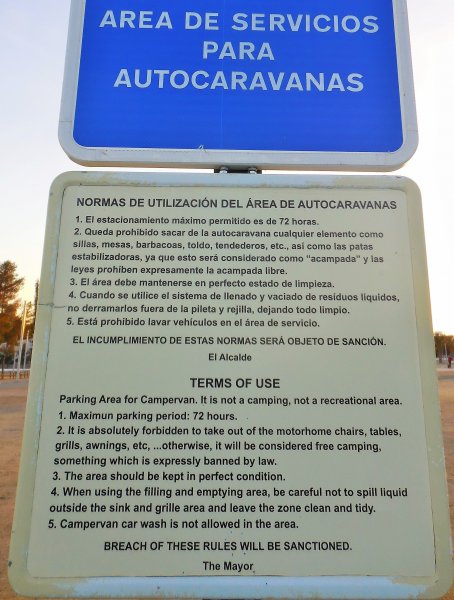 AREA DE SERVICIOS
PARA
AUTOCARAVANAS
NORMAS DE UTILIZACIÓN DEL ÁREA DE AUTOCARAVANAS
1. El estacionamiento máximo permitido es de 72 horas.
2. Queda prohibido sacar de la autocaravana cualquier elemento como
sillas, mesas, barbacoas, toldo, tendederos, etc., así como las patas
estabilizadoras, ya que esto será considerado como "acampada" y las
leyes prohiben expresamente la acampada libre.
3. El área debe mantenerse en perfecto estado de limpieza.
4. Cuando se utilice el sistema de llenado y vaciado de residuos líquidos,
no derramarlos fuera de la pileta y rejilla, dejando todo limpio.
5. Está prohibido lavar vehículos en el área de servicio.
EL INCUMPLIMIENTO DE ESTAS NORMAS SERÁ OBJETO DE SANCIÓN.
El Alcalde
TERMS OF USE
Parking Area for Campervan. It is not a camping, not a recreational area.
1. Maximun parking period: 72 hours.
2. It is absolutely forbidden to take out of the motorhome chairs, tables,
grills, awnings, etc, ...otherwise, it will be considered free camping,
something which is expressly banned by law.
3. The area should be kept in perfect condition.
4. When using the filling and emptying area, be careful not to spill liquid
outside the sink and grille area and leave the zone clean and tidy.
5. Campervan car wash is not allowed in the area.
BREACH OF THESE RULES WILL BE SANCTIONED.
The Mayor